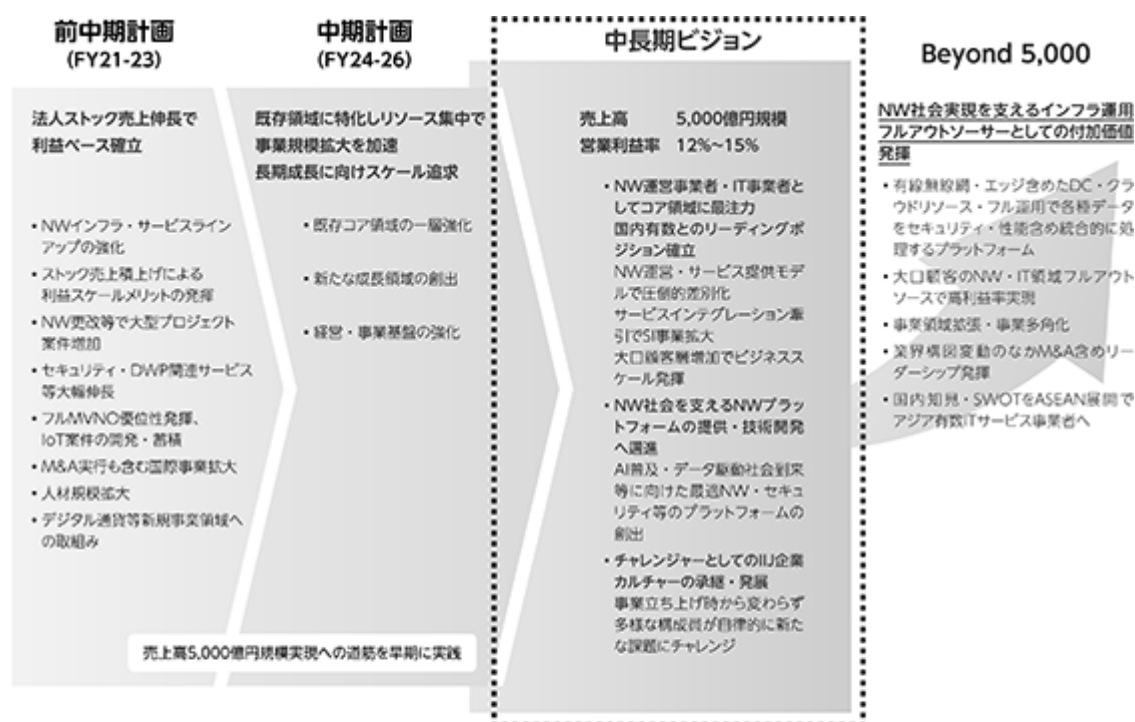 前中期計画
(FY21-23)
法人ストック売上伸長で
利益ベース確立
・NWインフラ・サービスライン
アップの強化
・ストック売上積上げによる
利益スケールメリットの発揮
・NW更改等で大型プロジェクト
案件増加
・セキュリティ・DWP関連サービス
等大幅伸長
・フルMVNO優位性発揮、
IoT案件の開発・蓄積
・M&A実行も含む国際事業拡大
・人材規模拡大
・デジタル通貨等新規事業領域へ
の取組み
中期計画
(FY24-26)
既存領域に特化しリソース集中で
事業規模拡大を加速
長期成長に向けスケール追求
・既存コア領域の一層強化
・新たな成長領域の創出
・経営・事業基盤の強化
売上高5,000億円規模実現への道筋を早期に実践
中長期ビジョン
売上高 5,000億円規模
営業利益率 12%~15%
・NW運営事業者・IT事業者と
してコア領域に最注力
国内有数とのリーディングポ
ジション確立
NW運営・サービス提供モデ
ルで圧倒的差別化
サービスインテグレーション牽
引でSI事業拡大
大口顧客層増加でビジネスス
ケール発揮
・NW社会を支えるNWプラッ
トフォームの提供・技術開発
へ邁進
AI普及・データ駆動社会到来
等に向けた最適NW・セキュ
リティ等のプラットフォームの
創出
・チャレンジャーとしてのIIJ企業
カルチャーの承継・発展
事業立ち上げ時から変わらず
多様な構成員が自律的に新た
な課題にチャレンジ
Beyond 5,000
NW社会実現を支えるインフラ運用
フルアウトソーサーとしての付加価値
発揮
・有線無線網・エッジ含めたDC・クラ
ウドリソース・フル運用で各種データ
をセキュリティ・性能含め統合的に処
理するプラットフォーム
・大口顧客のNW・IT領域フルアウト
ソースで高利益率実現
・事業領域拡張・事業多角化
・業界構図変動のなかM&A含めリー
ダーシップ発揮
・国内知見・SWOTをASEAN展開で
アジア有数ITサービス事業者へ